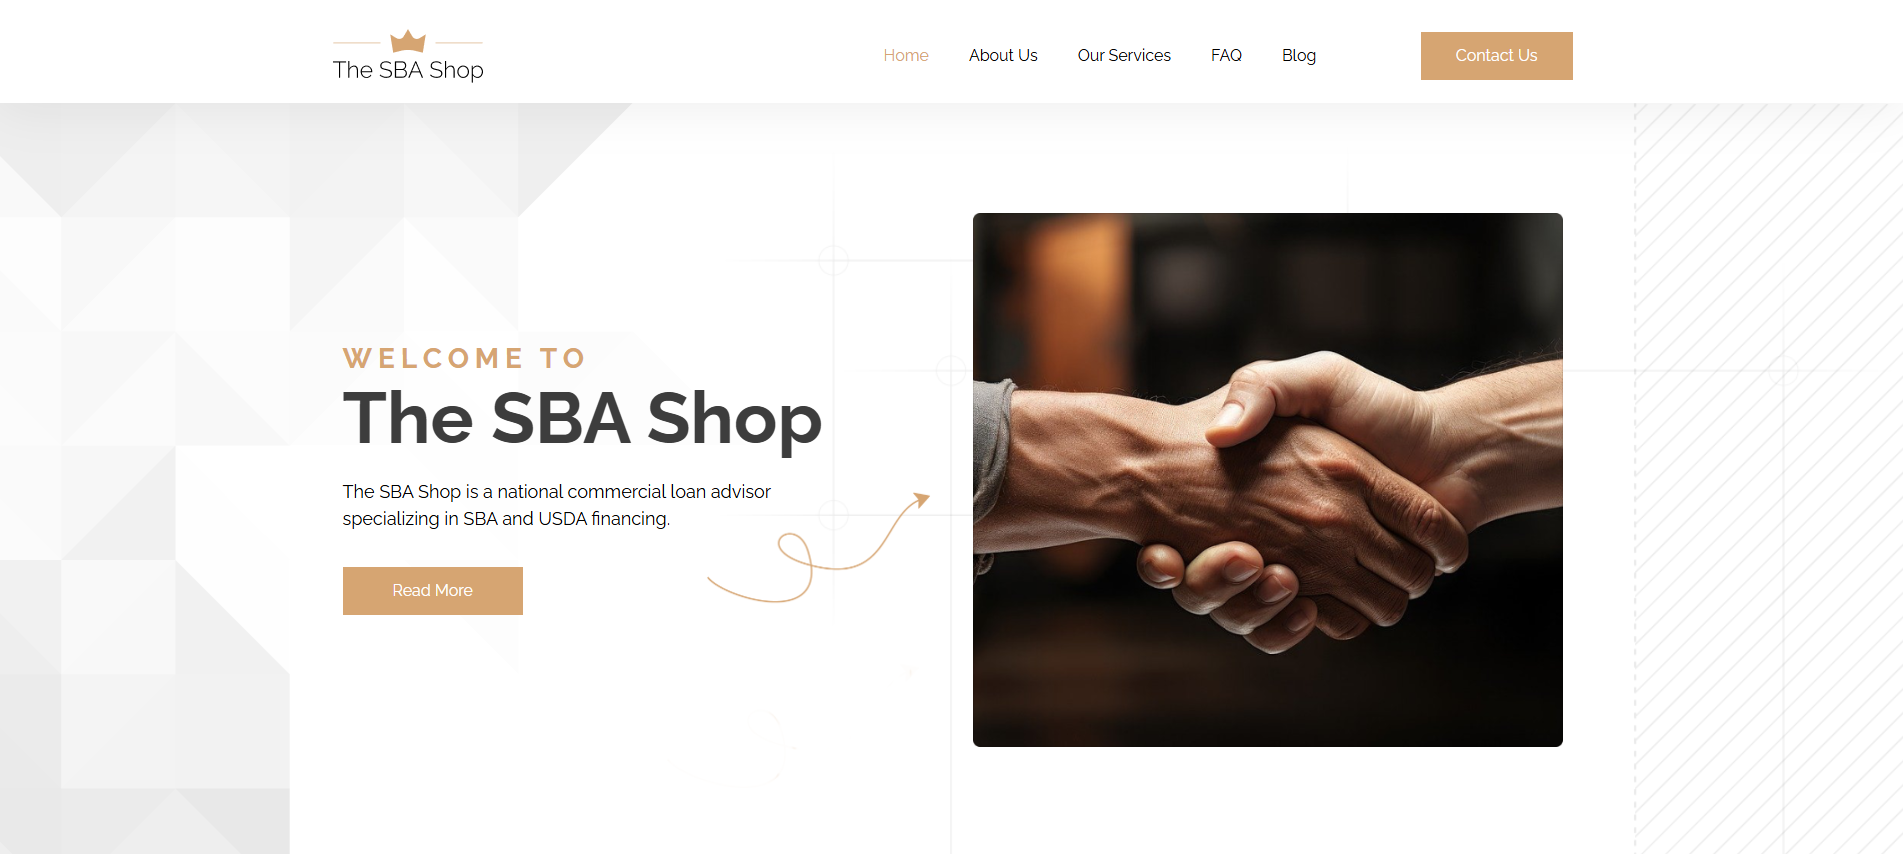 The SBA Shop
Home
About Us
Our Services
FAQ
Blog
Contact Us
WELCOME TO
The SBA Shop
The SBA Shop is a national commercial loan advisor
specializing in SBA and USDA financing.
Read More